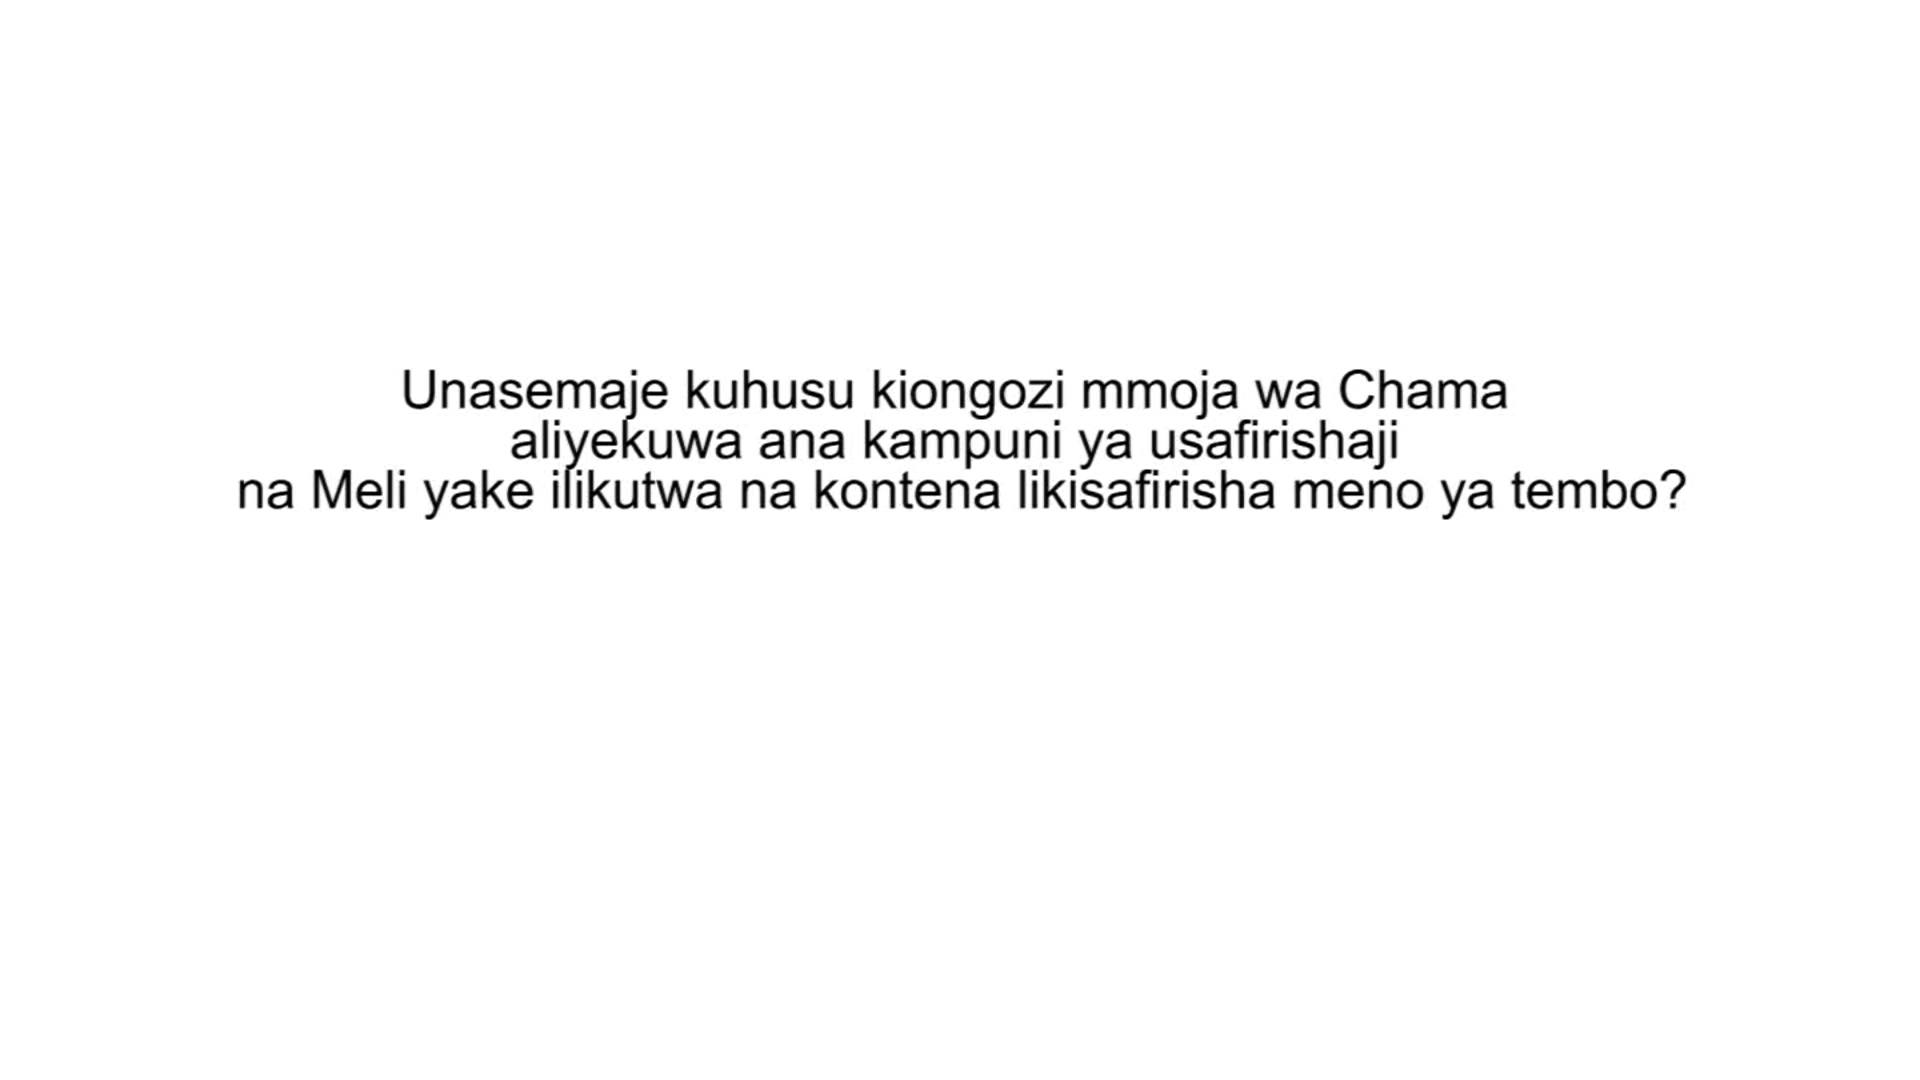 Unasemaje kuhusu kiongozi mmoja wa Chama
aliyekuwa ana kampuni ya usafirishaji
na Meli yake ilikutwa na kontena likisafirisha meno ya tembo?